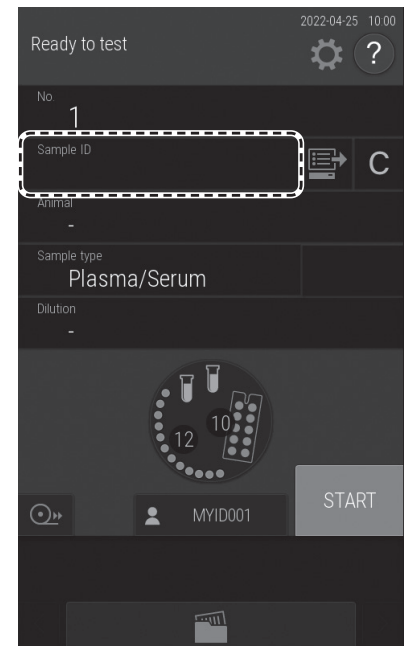 2022-04-25 10:00
Ready to test
?
No.
1
Sample ID
C
Animal
-
Sample type
Plasma/Serum
Dilution
-
10
12
START
MYID001